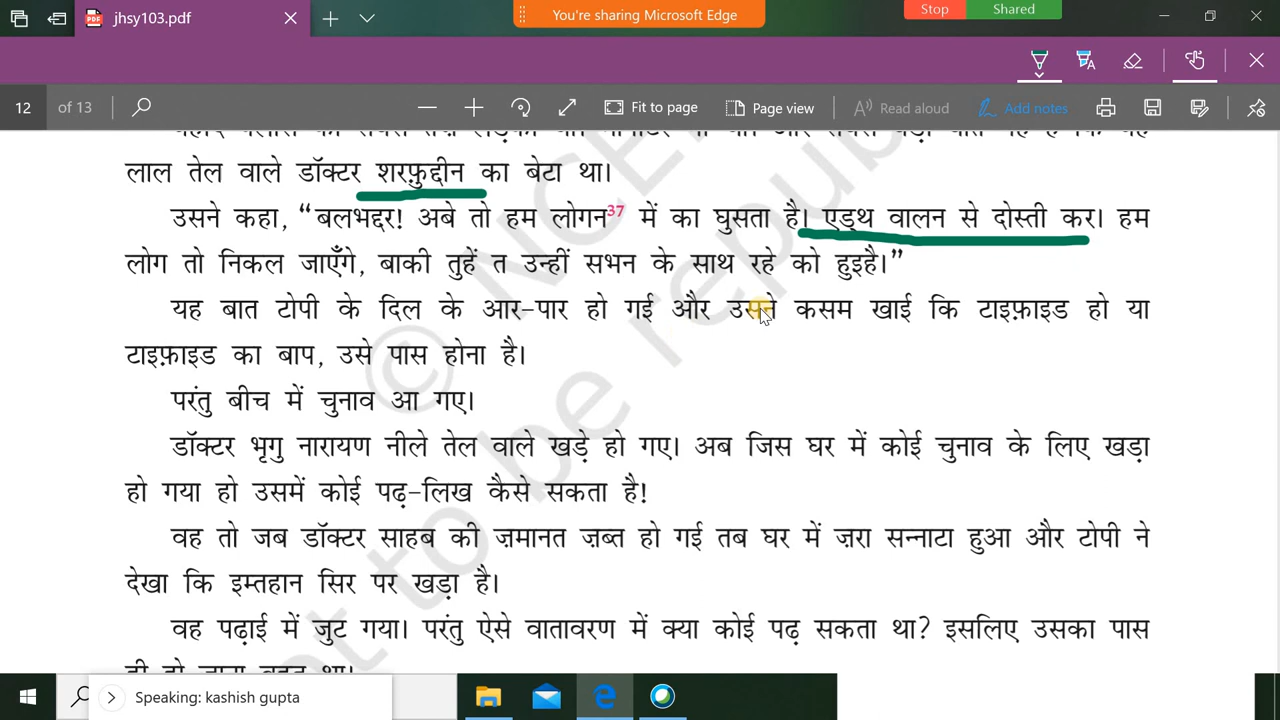 jhsy103.pdf
You're sharing Microsoft Edge
Stop
Shared
12 of 13
Fit to page
Page view
Read aloud
Add notes
लाल तेल वाले डॉक्टर शरफ़ुद्दीन का बेटा था।
उसने कहा, “बलभद्दर! अबे तो हम लोगन37 में का घुसता है। एड्थ वालन से दोस्ती कर। हम
लोग तो निकल जाएँगे, बाकी तुहें त उन्हीं सभन के साथ रहे को हुइहै।”
यह बात टोपी के दिल के आर-पार हो गई और उसने कसम खाई कि टाइफ़ाइड हो या
टाइफ़ाइड का बाप, उसे पास होना है।
परंतु बीच में चुनाव आ गए।
डॉक्टर भृगु नारायण नीले तेल वाले खड़े हो गए। अब जिस घर में कोई चुनाव के लिए खड़ा
हो गया हो उसमें कोई पढ़-लिख कैसे सकता है!
वह तो जब डॉक्टर साहब की ज़मानत ज़ब्त हो गई तब घर में ज़रा सन्नाटा हुआ और टोपी ने
देखा कि इम्तहान सिर पर खड़ा है।
वह पढ़ाई में जुट गया। परंतु ऐसे वातावरण में क्या कोई पढ़ सकता था? इसलिए उसका पास
Speaking: kashish gupta